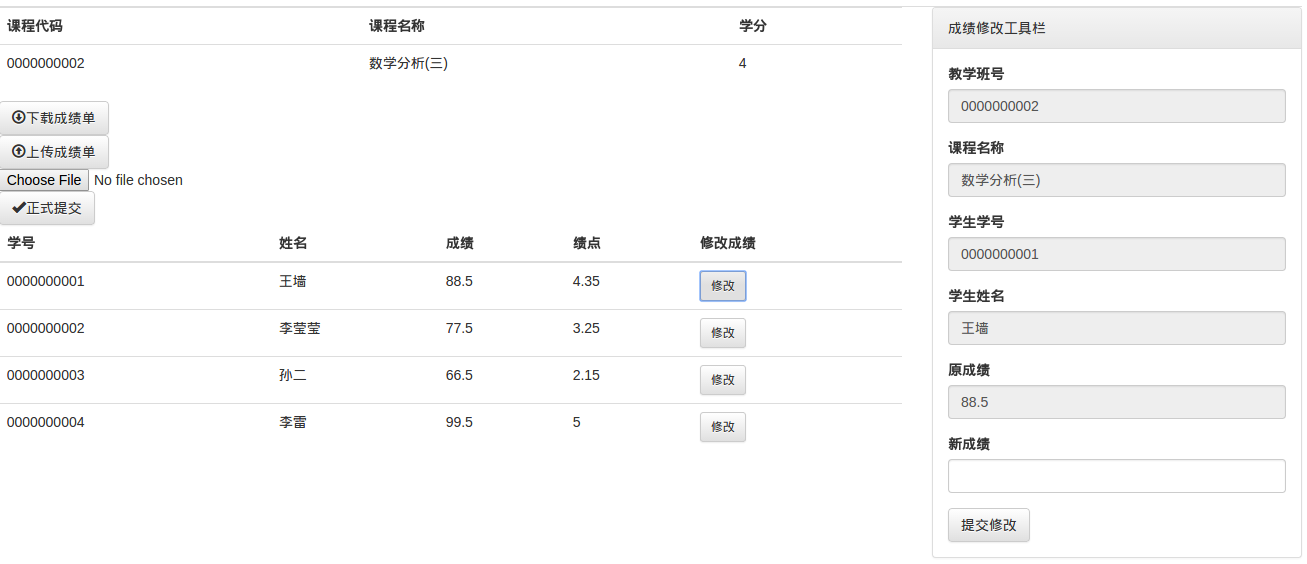 课程代码 课程名称 学分
0000000002 数学分析(三) 4
下载成绩单
上传成绩单
Choose File No file chosen
正式提交
学号 姓名 成绩 绩点 修改成绩
0000000001 王墙 88.5 4.35 修改
0000000002 李莹莹 77.5 3.25 修改
0000000003 孙二 66.5 2.15 修改
0000000004 李雷 99.5 5 修改
成绩修改工具栏
教学班号
0000000002
课程名称
数学分析(三)
学生学号
0000000001
学生姓名
王墙
原成绩
88.5
新成绩
提交修改